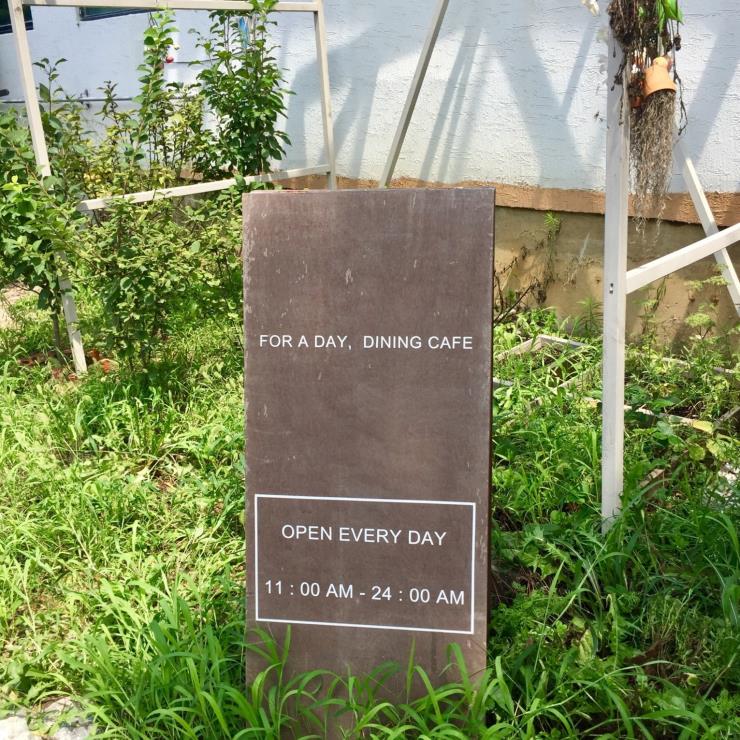 FOR A DAY, DINING CAFE
OPEN EVERY DAY
11 : 00 AM - 24 : 00 AM